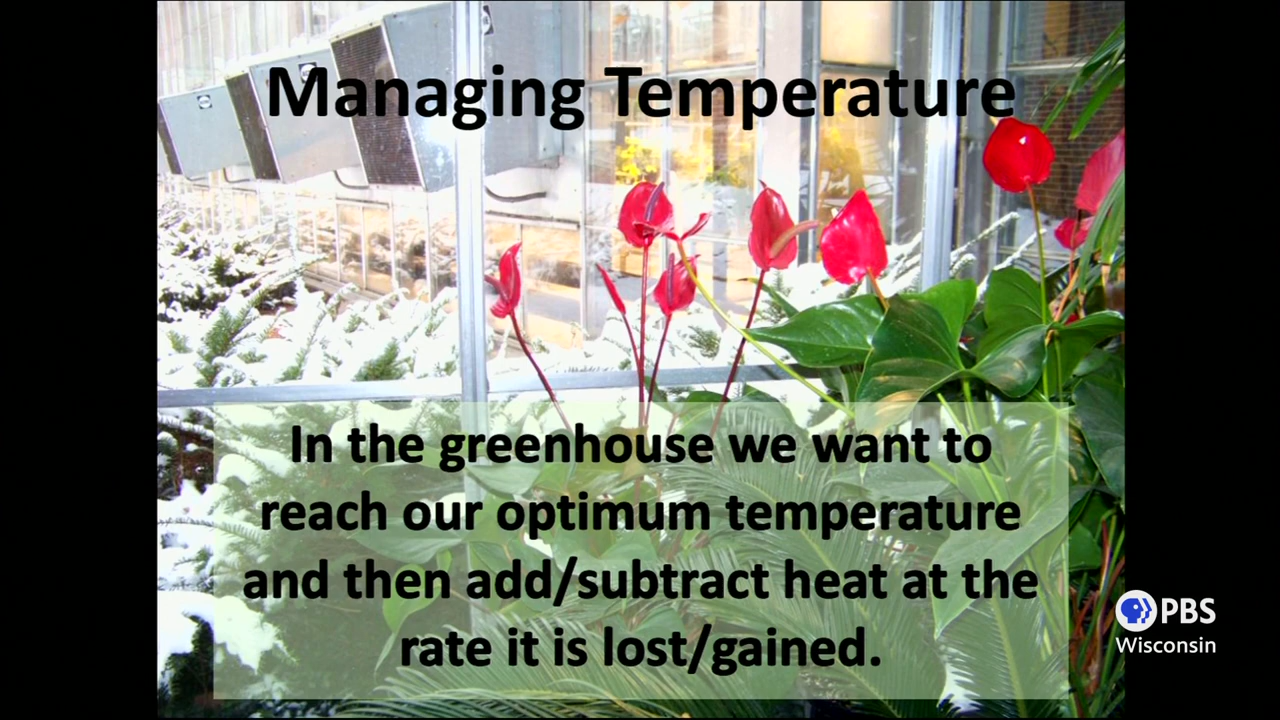 Managing Temperature
In the greenhouse we want to
reach our optimum temperature
and then add/subtract heat at the
rate it is lost/gained.
PBS
Wisconsin